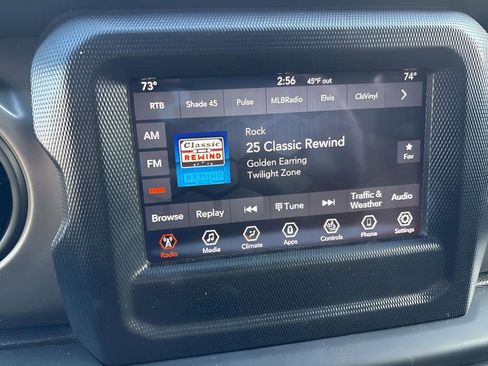 73° 2:56 45°F out 74°
RTB Shade 45 Pulse MLBRadio Elvis ClsVinyl
AM
FM
Classic
REWIND
Rock
25 Classic Rewind
Golden Earring
Twilight Zone
Fav
Browse Replay Tune Traffic & Weather Audio
Radio Media Climate Apps Controls Phone Settings